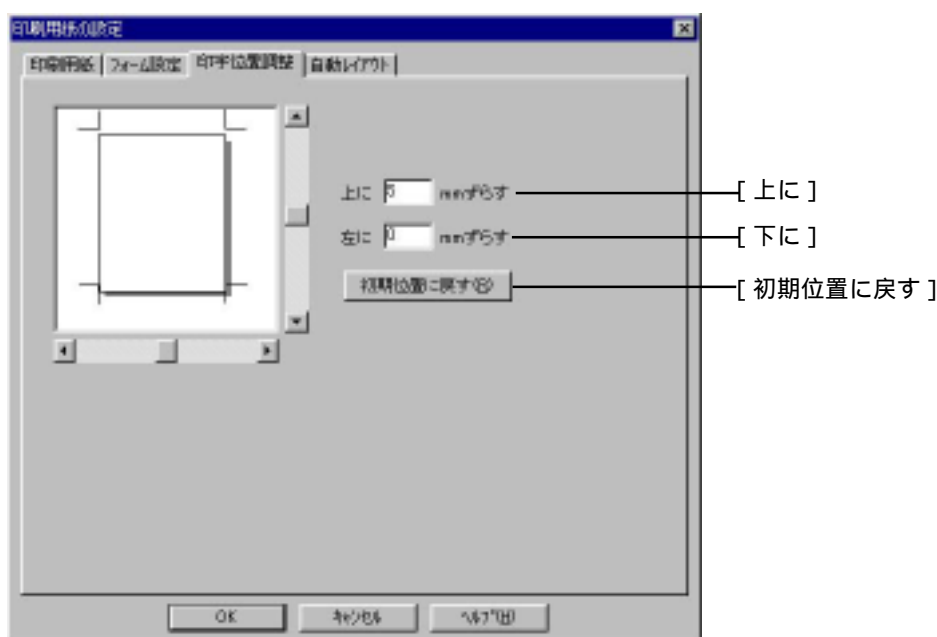 印刷用紙の設定
印刷用紙 フォーム設定 印字位置調整 自動レイアウト
上に 5 mmずらす [ 上に ]
左に 0 mmずらす [ 下に ]
初期位置に戻す(R) [ 初期位置に戻す ]
OK キャンセル ヘルプ(H)